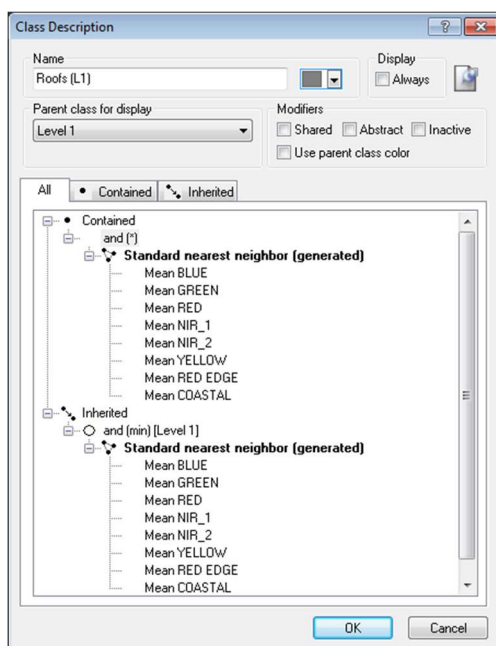 Class Description
Name
Display
Roofs (L1)
Always
Parent class for display
Modifiers
Level 1
Shared Abstract Inactive
Use parent class color
All Contained Inherited
Contained
and (*)
Standard nearest neighbor (generated)
Mean BLUE
Mean GREEN
Mean RED
Mean NIR_1
Mean NIR_2
Mean YELLOW
Mean RED EDGE
Mean COASTAL
Inherited
and (min) [Level 1]
Standard nearest neighbor (generated)
Mean BLUE
Mean GREEN
Mean RED
Mean NIR_1
Mean NIR_2
Mean YELLOW
Mean RED EDGE
Mean COASTAL
OK Cancel